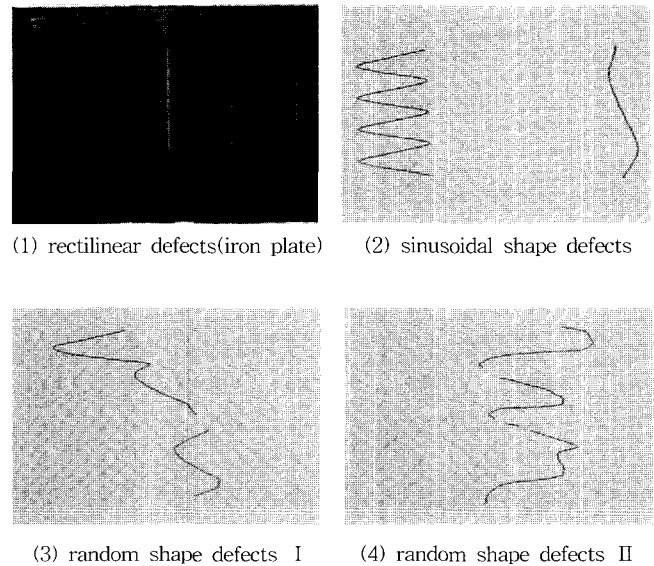 (1) rectilinear defects(iron plate)
(2) sinusoidal shape defects
(3) random shape defects Ⅰ
(4) random shape defects Ⅱ